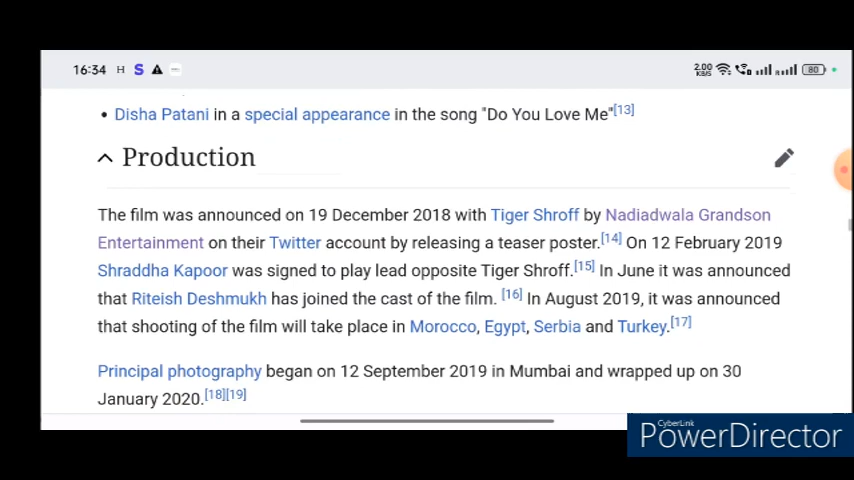 16:34 H S 2.00 KB/S 80
• Disha Patani in a special appearance in the song "Do You Love Me"[13]
Production
The film was announced on 19 December 2018 with Tiger Shroff by Nadiadwala Grandson
Entertainment on their Twitter account by releasing a teaser poster.[14] On 12 February 2019
Shraddha Kapoor was signed to play lead opposite Tiger Shroff.[15] In June it was announced
that Riteish Deshmukh has joined the cast of the film. [16] In August 2019, it was announced
that shooting of the film will take place in Morocco, Egypt, Serbia and Turkey.[17]
Principal photography began on 12 September 2019 in Mumbai and wrapped up on 30
January 2020.[18][19]
CyberLink
PowerDirector